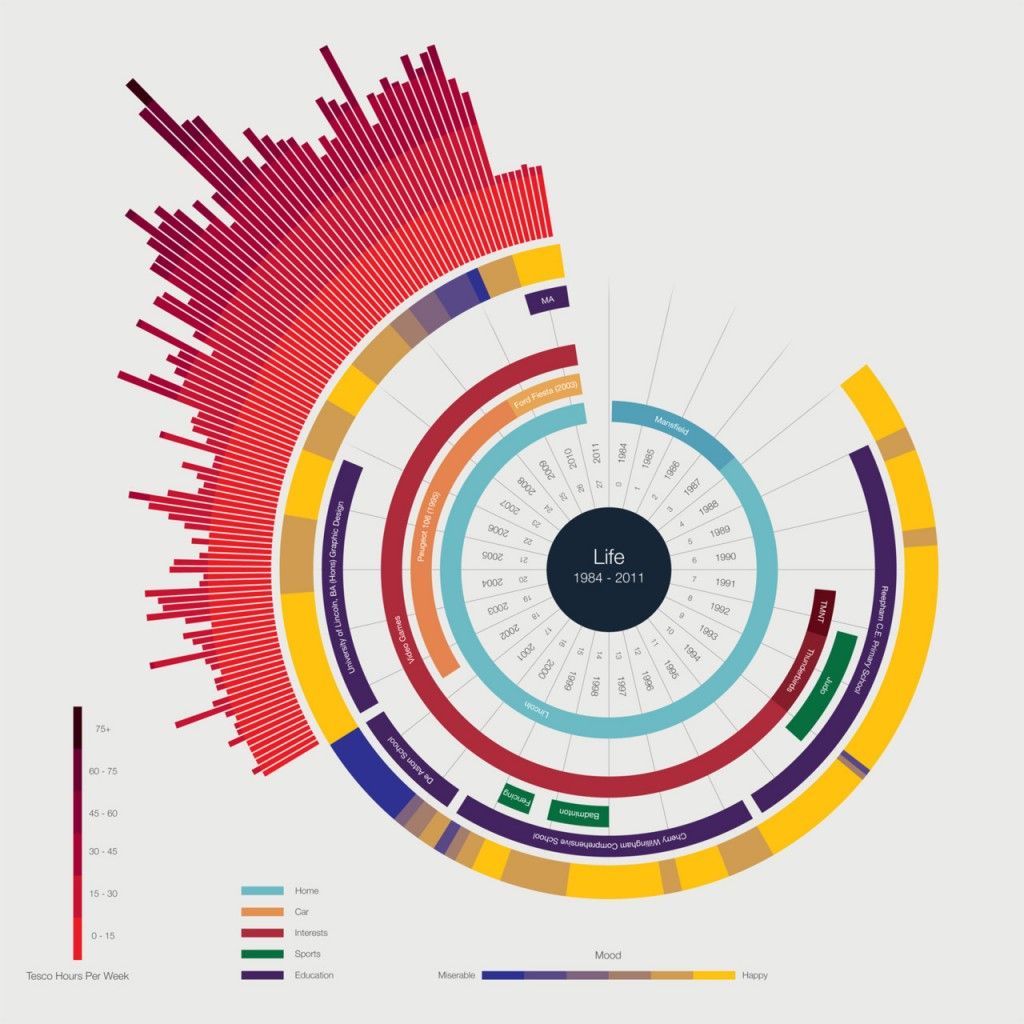 Life
1984 - 2011
1984
1985
1986
1987
1988
1989
1990
1991
1992
1993
1994
1995
1996
1997
1998
1999
2000
2001
2002
2003
2004
2005
2006
2007
2008
2009
2010
2011
0
1
2
3
4
5
6
7
8
9
10
11
12
13
14
15
16
17
18
19
20
21
22
23
24
25
26
27
Mansfield
Lincoln
Ford Fiesta (2003)
Peugeot 106 (1995)
TMNT
Thunderbirds
Video Games
Judo
Badminton
Fencing
Reepham C.E. Primary School
Cherry Willingham Comprehensive School
De Aston School
University of Lincoln, BA (Hons) Graphic Design
MA
75+
60 - 75
45 - 60
30 - 45
15 - 30
0 - 15
Tesco Hours Per Week
Home
Car
Interests
Sports
Education
Mood
Miserable
Happy